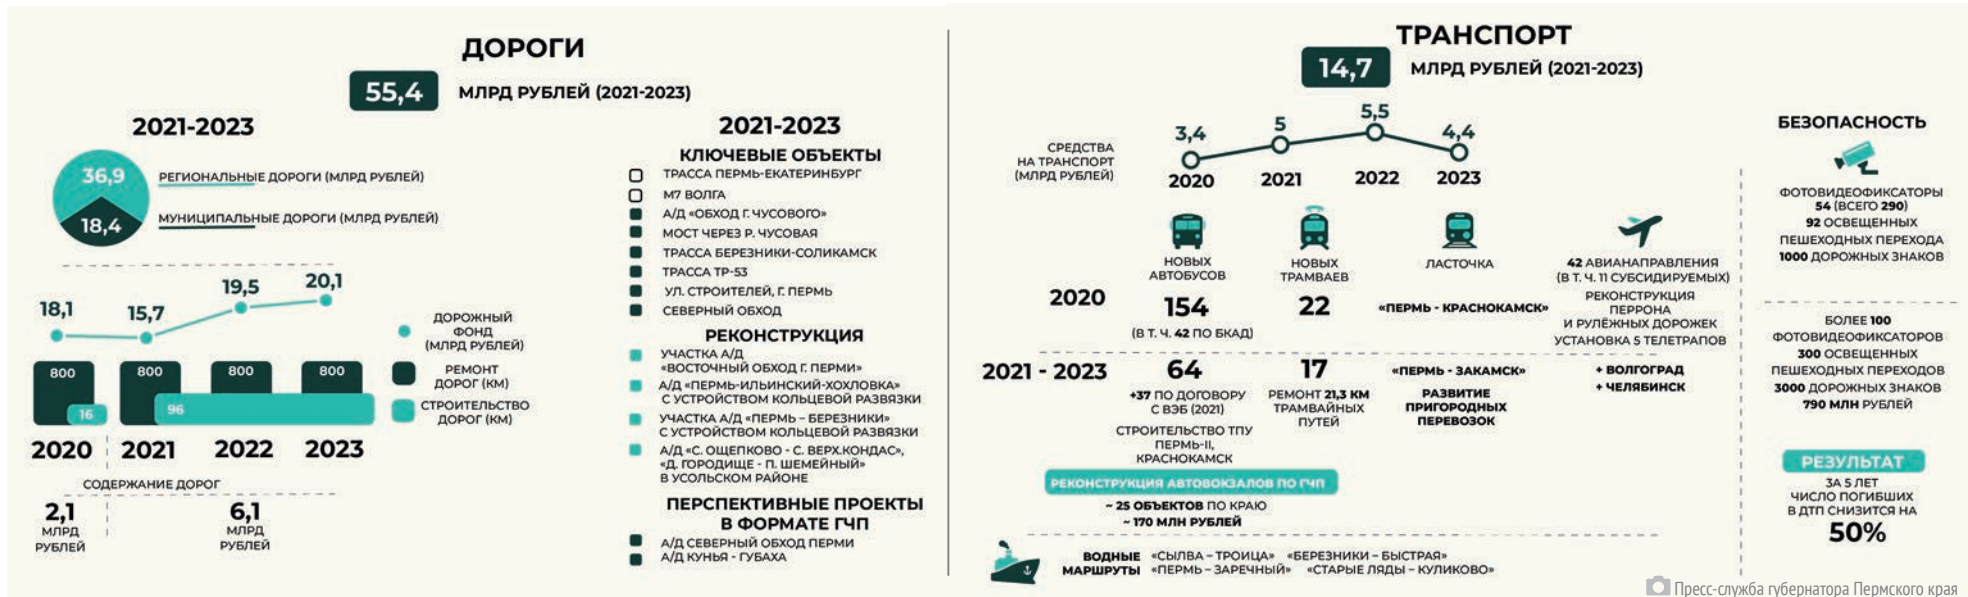 ДОРОГИ
55,4
МЛРД РУБЛЕЙ (2021-2023)
2021-2023
36,9
РЕГИОНАЛЬНЫЕ ДОРОГИ (МЛРД РУБЛЕЙ)
18,4
МУНИЦИПАЛЬНЫЕ ДОРОГИ (МЛРД РУБЛЕЙ)
18,1
15,7
19,5
20,1
ДОРОЖНЫЙ
ФОНД
(МЛРД РУБЛЕЙ)
800
800
800
800
РЕМОНТ
ДОРОГ (КМ)
16
96
СТРОИТЕЛЬСТВО
ДОРОГ (КМ)
2020
2021
2022
2023
СОДЕРЖАНИЕ ДОРОГ
2,1
МЛРД
РУБЛЕЙ
6,1
МЛРД
РУБЛЕЙ
2021-2023
КЛЮЧЕВЫЕ ОБЪЕКТЫ
ТРАССА ПЕРМЬ-ЕКАТЕРИНБУРГ
М7 ВОЛГА
А/Д «ОБХОД Г. ЧУСОВОГО»
МОСТ ЧЕРЕЗ Р. ЧУСОВАЯ
ТРАССА БЕРЕЗНИКИ-СОЛИКАМСК
ТРАССА ТР-53
УЛ. СТРОИТЕЛЕЙ, Г. ПЕРМЬ
СЕВЕРНЫЙ ОБХОД
РЕКОНСТРУКЦИЯ
УЧАСТКА А/Д
«ВОСТОЧНЫЙ ОБХОД Г. ПЕРМИ»
А/Д «ПЕРМЬ-ИЛЬИНСКИЙ-ХОХЛОВКА»
С УСТРОЙСТВОМ КОЛЬЦЕВОЙ РАЗВЯЗКИ
УЧАСТКА А/Д «ПЕРМЬ – БЕРЕЗНИКИ»
С УСТРОЙСТВОМ КОЛЬЦЕВОЙ РАЗВЯЗКИ
А/Д «С. ОЩЕПКОВО - С. ВЕРХ.КОНДАС»,
«Д. ГОРОДИЩЕ - П. ШЕМЕЙНЫЙ»
В УСОЛЬСКОМ РАЙОНЕ
ПЕРСПЕКТИВНЫЕ ПРОЕКТЫ
В ФОРМАТЕ ГЧП
А/Д СЕВЕРНЫЙ ОБХОД ПЕРМИ
А/Д КУНЬЯ - ГУБАХА
ТРАНСПОРТ
14,7
МЛРД РУБЛЕЙ (2021-2023)
СРЕДСТВА
НА ТРАНСПОРТ
(МЛРД РУБЛЕЙ)
3,4
5
5,5
4,4
2020
2021
2022
2023
НОВЫХ
АВТОБУСОВ
НОВЫХ
ТРАМВАЕВ
ЛАСТОЧКА
42 АВИАНАПРАВЛЕНИЯ
(В Т. Ч. 11 СУБСИДИРУЕМЫХ)
РЕКОНСТРУКЦИЯ
ПЕРРОНА
И РУЛЁЖНЫХ ДОРОЖЕК
УСТАНОВКА 5 ТЕЛЕТРАПОВ
2020
154
(В Т. Ч. 42 ПО БКАД)
22
«ПЕРМЬ - КРАСНОКАМСК»
2021 - 2023
64
+37 ПО ДОГОВОРУ
С ВЭБ (2021)
СТРОИТЕЛЬСТВО ТПУ
ПЕРМЬ-II,
КРАСНОКАМСК
17
РЕМОНТ 21,3 КМ
ТРАМВАЙНЫХ
ПУТЕЙ
«ПЕРМЬ - ЗАКАМСК»
РАЗВИТИЕ
ПРИГОРОДНЫХ
ПЕРЕВОЗОК
+ ВОЛГОГРАД
+ ЧЕЛЯБИНСК
РЕКОНСТРУКЦИЯ АВТОВОКЗАЛОВ ПО ГЧП
~ 25 ОБЪЕКТОВ ПО КРАЮ
~ 170 МЛН РУБЛЕЙ
ВОДНЫЕ
МАРШРУТЫ
«СЫЛВА – ТРОИЦА» «БЕРЕЗНИКИ – БЫСТРАЯ»
«ПЕРМЬ – ЗАРЕЧНЫЙ» «СТАРЫЕ ЛЯДЫ – КУЛИКОВО»
БЕЗОПАСНОСТЬ
ФОТОВИДЕОФИКСАТОРЫ
54 (ВСЕГО 290)
92 ОСВЕЩЕННЫХ
ПЕШЕХОДНЫХ ПЕРЕХОДА
1000 ДОРОЖНЫХ ЗНАКОВ
БОЛЕЕ 100
ФОТОВИДЕОФИКСАТОРОВ
300 ОСВЕЩЕННЫХ
ПЕШЕХОДНЫХ ПЕРЕХОДОВ
3000 ДОРОЖНЫХ ЗНАКОВ
790 МЛН РУБЛЕЙ
РЕЗУЛЬТАТ
ЗА 5 ЛЕТ
ЧИСЛО ПОГИБШИХ
В ДТП СНИЗИТСЯ НА
50%
Пресс-служба губернатора Пермского края